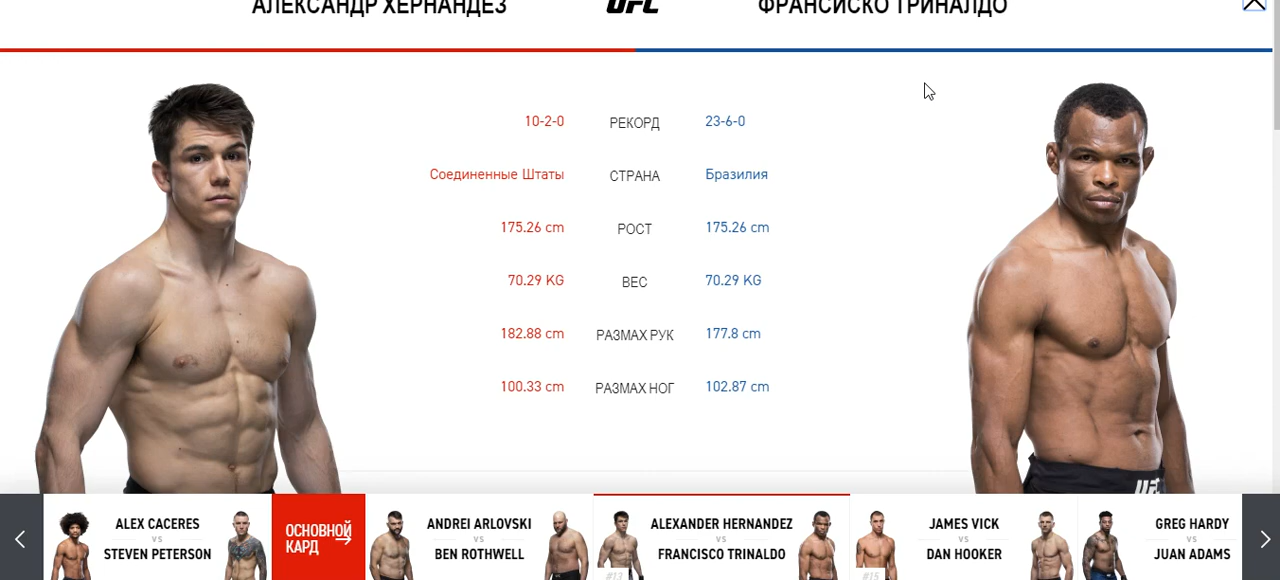 АЛЕКСАНДР ХЕРНАНДЕЗ UFC ФРАНСИСКО ТРИНАЛДО
10-2-0 РЕКОРД 23-6-0
Соединенные Штаты СТРАНА Бразилия
175.26 cm РОСТ 175.26 cm
70.29 KG ВЕС 70.29 KG
182.88 cm РАЗМАХ РУК 177.8 cm
100.33 cm РАЗМАХ НОГ 102.87 cm
UFC
ALEX CACERES
VS
STEVEN PETERSON
ОСНОВНОЙ
КАРД
ANDREI ARLOVSKI
VS
BEN ROTHWELL
ALEXANDER HERNANDEZ
VS
FRANCISCO TRINALDO
#13
JAMES VICK
VS
DAN HOOKER
#15
GREG HARDY
VS
JUAN ADAMS